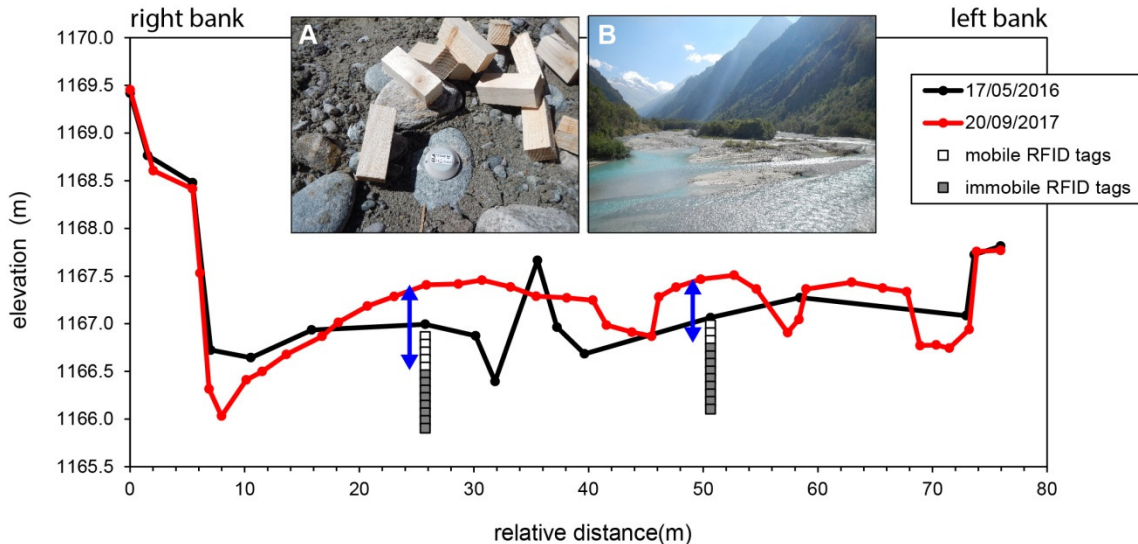 right bank
left bank
A
B
17/05/2016
20/09/2017
mobile RFID tags
immobile RFID tags
1170.0
1169.5
1169.0
1168.5
1168.0
1167.5
1167.0
1166.5
1166.0
1165.5
elevation (m)
0 10 20 30 40 50 60 70 80
relative distance(m)